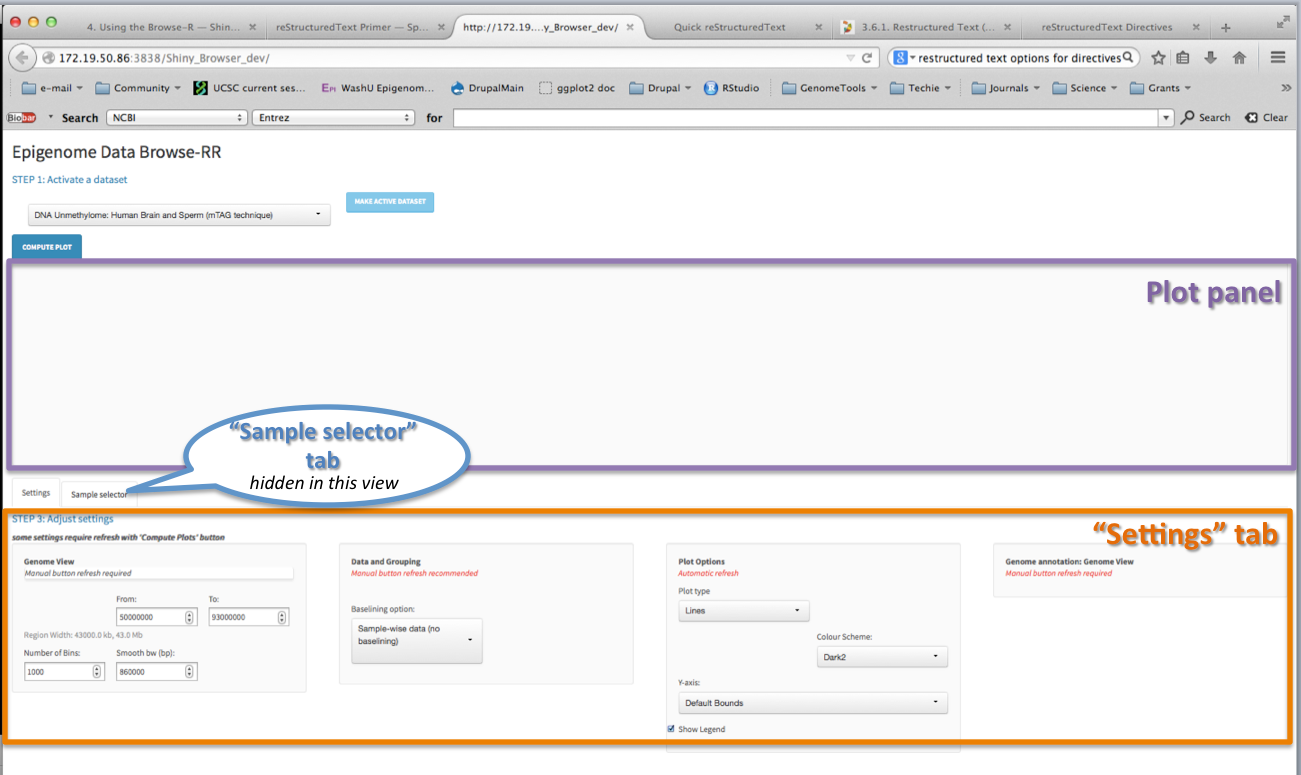 4. Using the Browse-R — Shin...
reStructuredText Primer — Sp...
http://172.19....y_Browser_dev/
Quick reStructuredText
3.6.1. Restructured Text (...
reStructuredText Directives
172.19.50.86:3838/Shiny_Browser_dev/
restructured text options for directives
e-mail
Community
UCSC current ses...
EPI WashU Epigenom...
DrupalMain
ggplot2 doc
Drupal
RStudio
GenomeTools
Techie
Journals
Science
Grants
Biobar
Search
NCBI
Entrez
for
Search
Clear
Epigenome Data Browse-RR
STEP 1: Activate a dataset
DNA Unmethylome: Human Brain and Sperm (mTAG technique)
MAKE ACTIVE DATASET
COMPUTE PLOT
Plot panel
“Sample selector”
tab
hidden in this view
Settings
Sample selector
STEP 3: Adjust settings
“Settings” tab
some settings require refresh with 'Compute Plots' button
Genome View
Manual button refresh required
From:
To:
50000000
93000000
Region Width: 43000.0 kb, 43.0 Mb
Number of Bins:
Smooth bw (bp):
1000
860000
Data and Grouping
Manual button refresh recommended
Baselining option:
Sample-wise data (no
baselining)
Plot Options
Automatic refresh
Plot type
Lines
Colour Scheme:
Dark2
Y-axis:
Default Bounds
Show Legend
Genome annotation: Genome View
Manual button refresh required